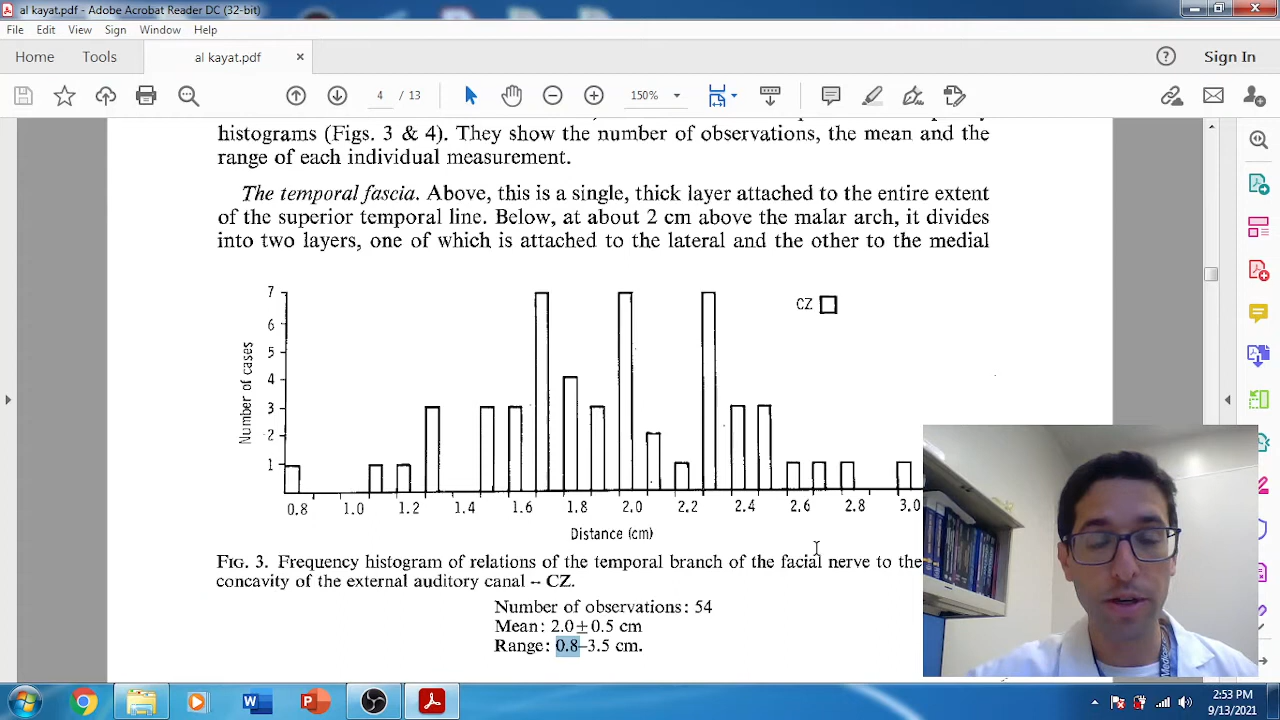 al kayat.pdf - Adobe Acrobat Reader DC (32-bit)
File Edit View Sign Window Help
Home Tools al kayat.pdf × ? Sign In
4 / 13 150%
histograms (Figs. 3 & 4). They show the number of observations, the mean and the
range of each individual measurement.
The temporal fascia. Above, this is a single, thick layer attached to the entire extent
of the superior temporal line. Below, at about 2 cm above the malar arch, it divides
into two layers, one of which is attached to the lateral and the other to the medial
7
6
5
4
3
2
1
Number of cases
CZ
0.8 1.0 1.2 1.4 1.6 1.8 2.0 2.2 2.4 2.6 2.8 3.0
Distance (cm)
FIG. 3. Frequency histogram of relations of the temporal branch of the facial nerve to the
concavity of the external auditory canal -- CZ.
Number of observations: 54
Mean: 2.0±0.5 cm
Range: 0.8–3.5 cm.
2:53 PM
9/13/2021